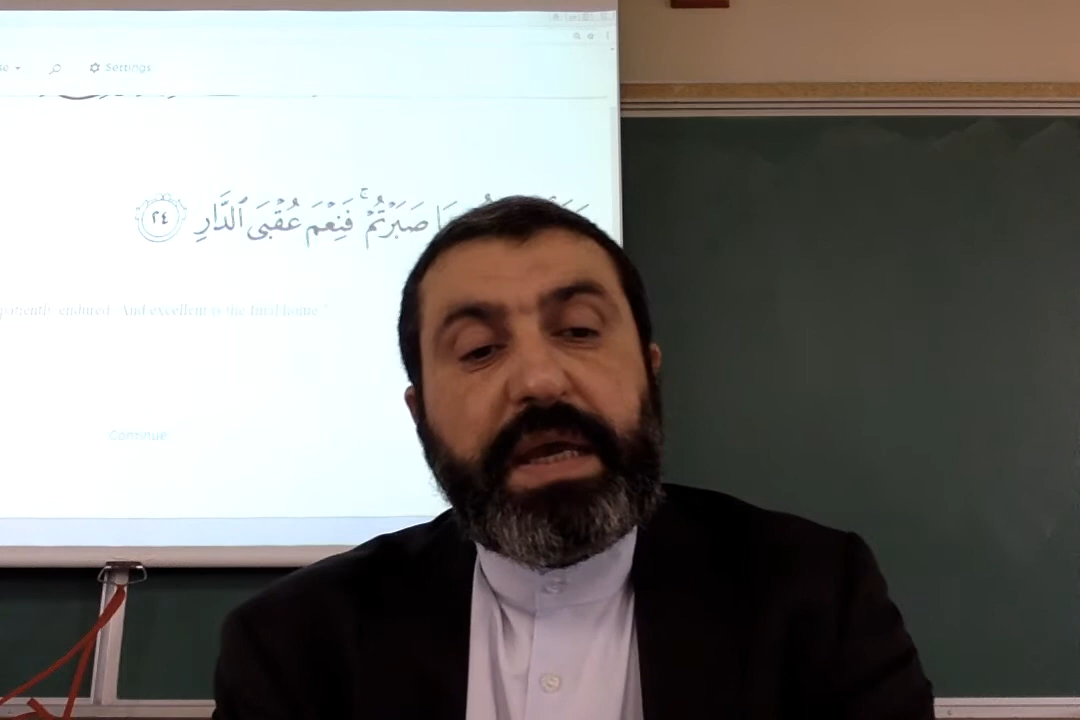 Settings
صَبَرْتُمْ ۚ فَنِعْمَ عُقْبَى ٱلدَّارِ ٢٤
patiently endured. And excellent is the final home."
Continue